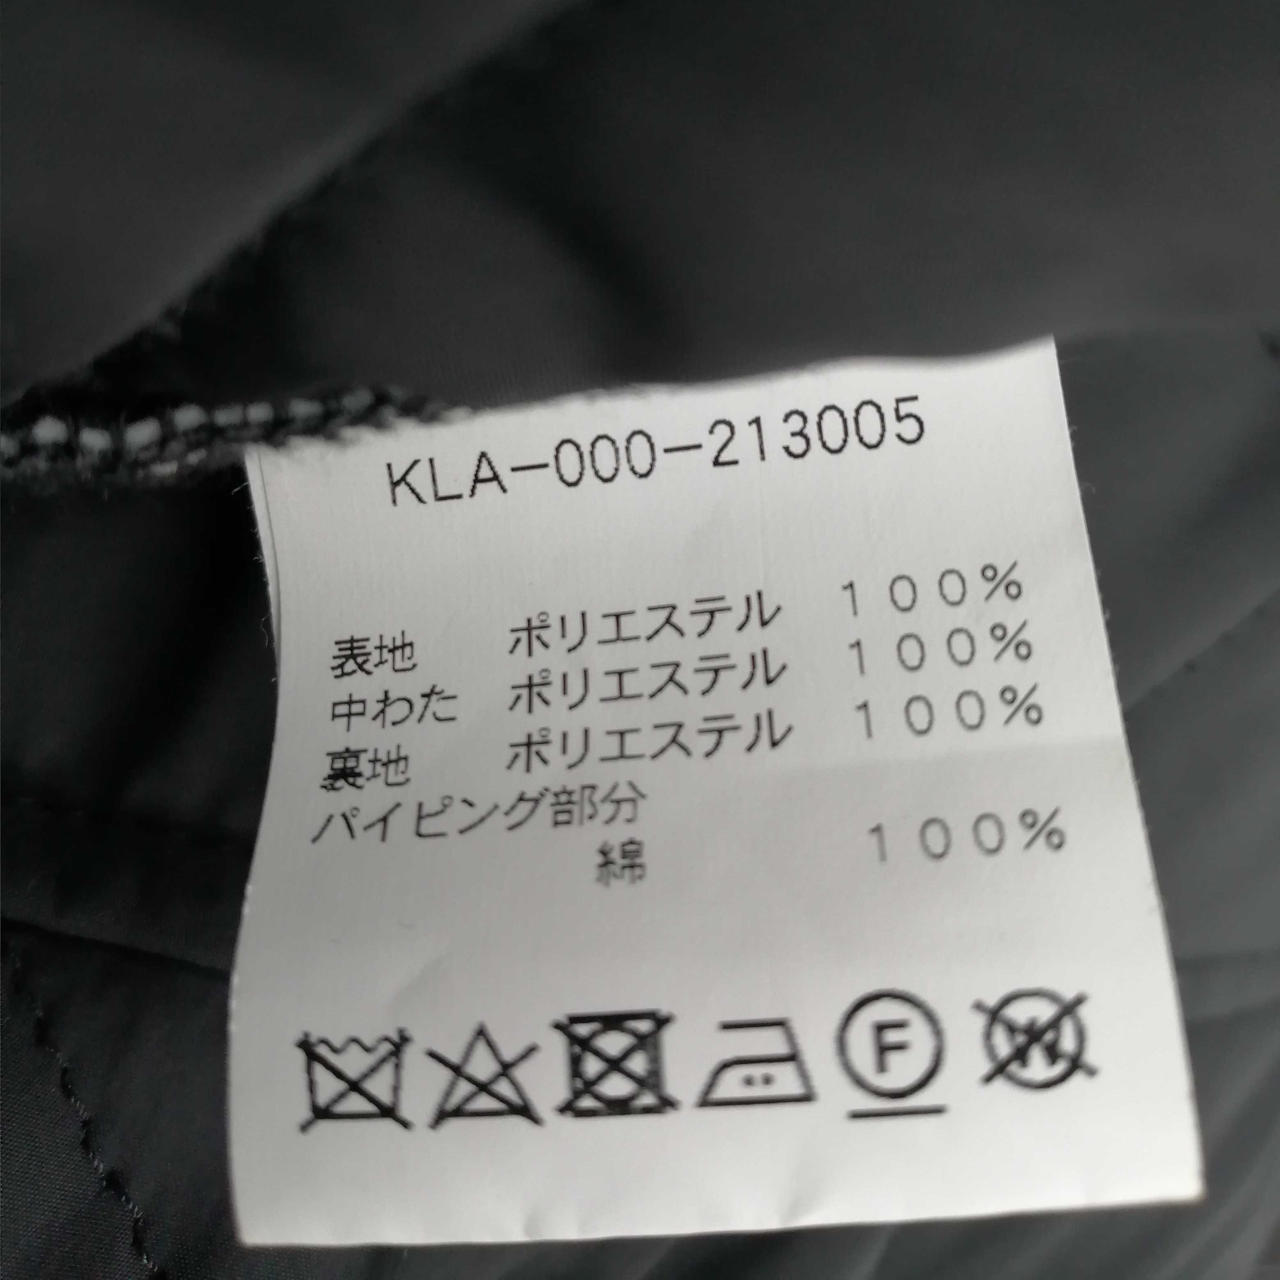 KLA-000-213005
表地 ポリエステル 100%
中わた ポリエステル 100%
裏地 ポリエステル 100%
パイピング部分
綿 100%
F W